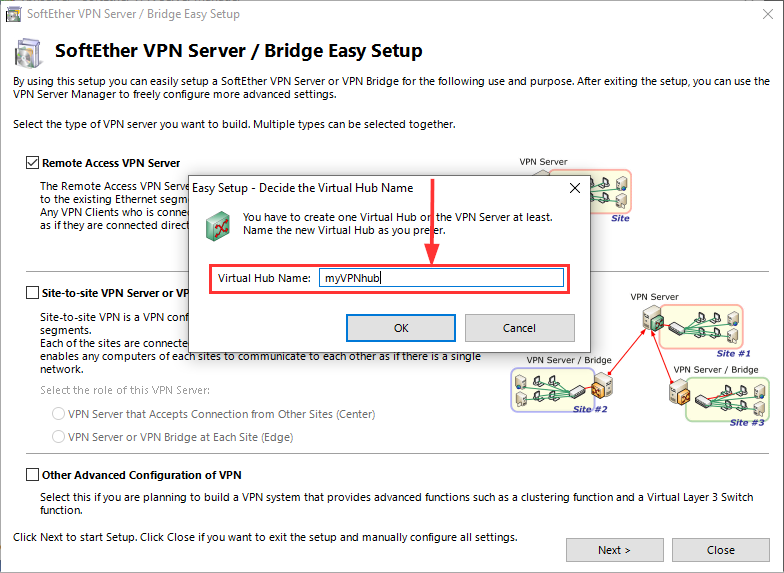 SoftEther VPN Server / Bridge Easy Setup
SoftEther VPN Server / Bridge Easy Setup
By using this setup you can easily setup a SoftEther VPN Server or VPN Bridge for the following use and purpose. After exiting the setup, you can use the
VPN Server Manager to freely configure more advanced settings.
Select the type of VPN server you want to build. Multiple types can be selected together.
Remote Access VPN Server
The Remote Access VPN Serve
to the existing Ethernet segm
Any VPN Clients who is connec
as if they are connected direct
VPN Server
Site
Easy Setup - Decide the Virtual Hub Name
You have to create one Virtual Hub on the VPN Server at least.
Name the new Virtual Hub as you prefer.
Virtual Hub Name:
myVPNhub
OK
Cancel
Site-to-site VPN Server or VP
Site-to-site VPN is a VPN conf
segments.
Each of the sites are connecte
enables any computers of each sites to communicate to each other as if there is a single
network.
Select the role of this VPN Server:
VPN Server that Accepts Connection from Other Sites (Center)
VPN Server or VPN Bridge at Each Site (Edge)
VPN Server
Site #1
VPN Server / Bridge
Site #2
VPN Server / Bridge
Site #3
Other Advanced Configuration of VPN
Select this if you are planning to build a VPN system that provides advanced functions such as a clustering function and a Virtual Layer 3 Switch
function.
Click Next to start Setup. Click Close if you want to exit the setup and manually configure all settings.
Next >
Close